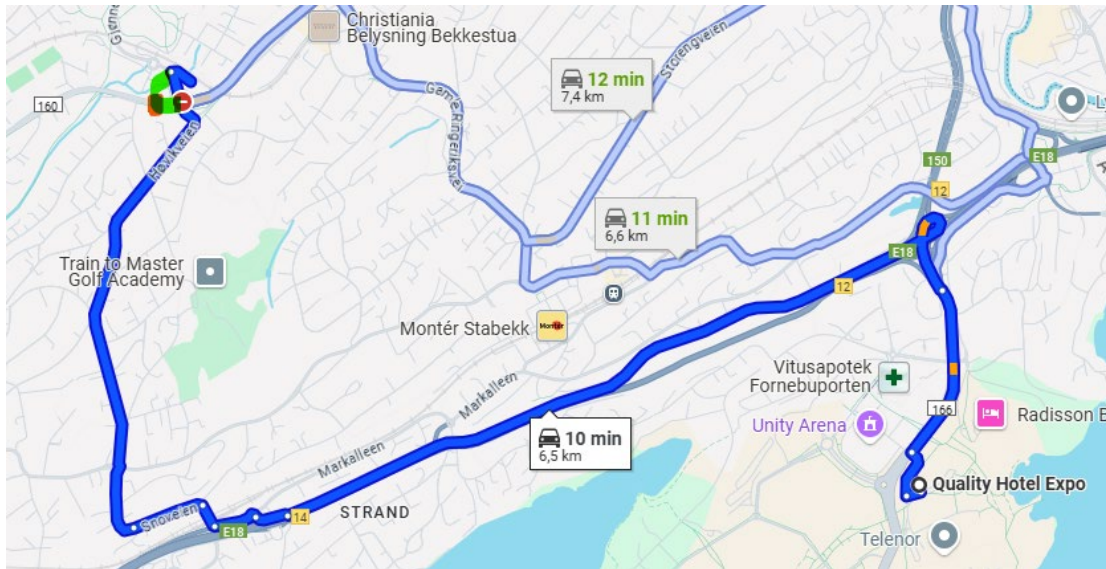 Christiania
Belysning Bekkestua
160
Høvikveien
Gamle Ringeriksvei
Storengveien
12 min
7,4 km
E18
150
12
11 min
6,6 km
E18
Train to Master
Golf Academy
12
Montér Stabekk
Montér
Vitusapotek
Fornebuporten
Markalleen
166
Unity Arena
10 min
6,5 km
Markalleen
Quality Hotel Expo
Snoveien
E18
14
STRAND
Telenor